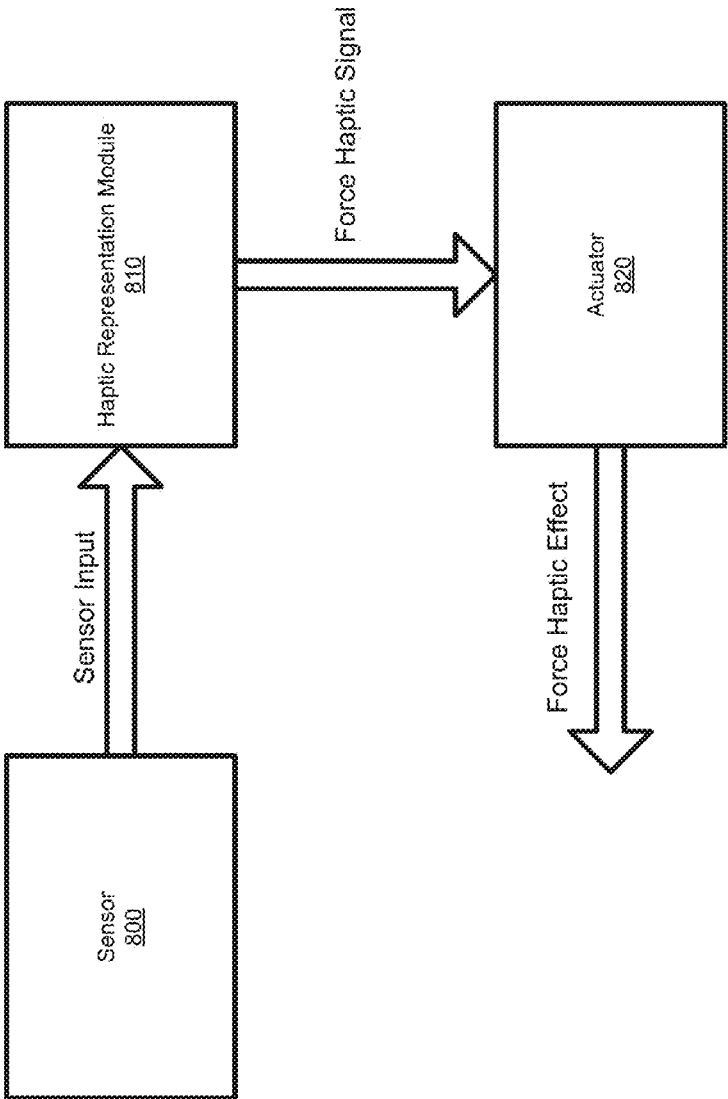 Sensor
800
Sensor Input
Haptic Representation Module
810
Force Haptic Signal
Actuator
820
Force Haptic Effect